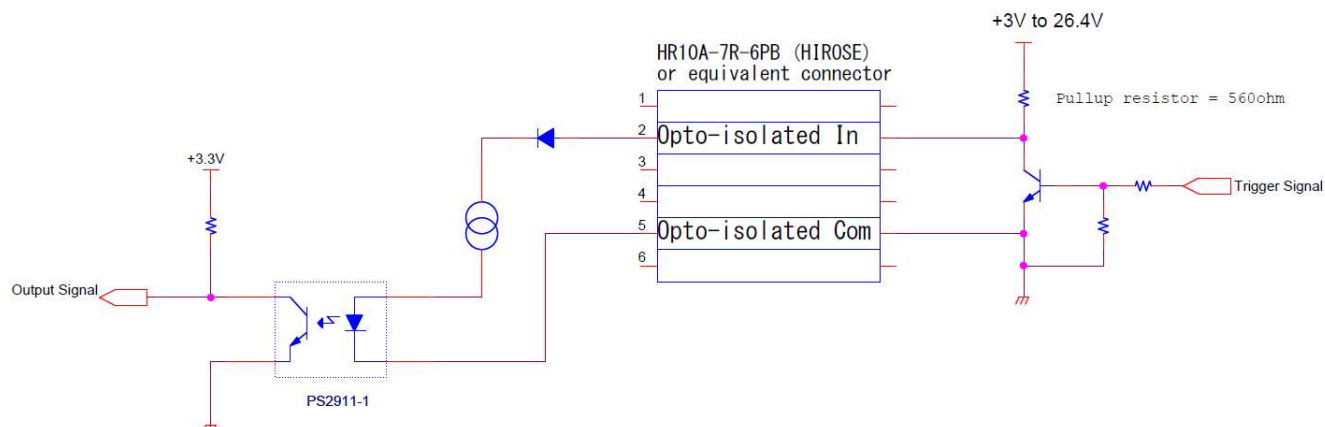 +3V to 26.4V
HR10A-7R-6PB (HIROSE)
or equivalent connector
Pullup resistor = 560ohm
1
2
Opto-isolated In
3
4
5
Opto-isolated Com
6
+3.3V
Trigger Signal
Output Signal
PS2911-1